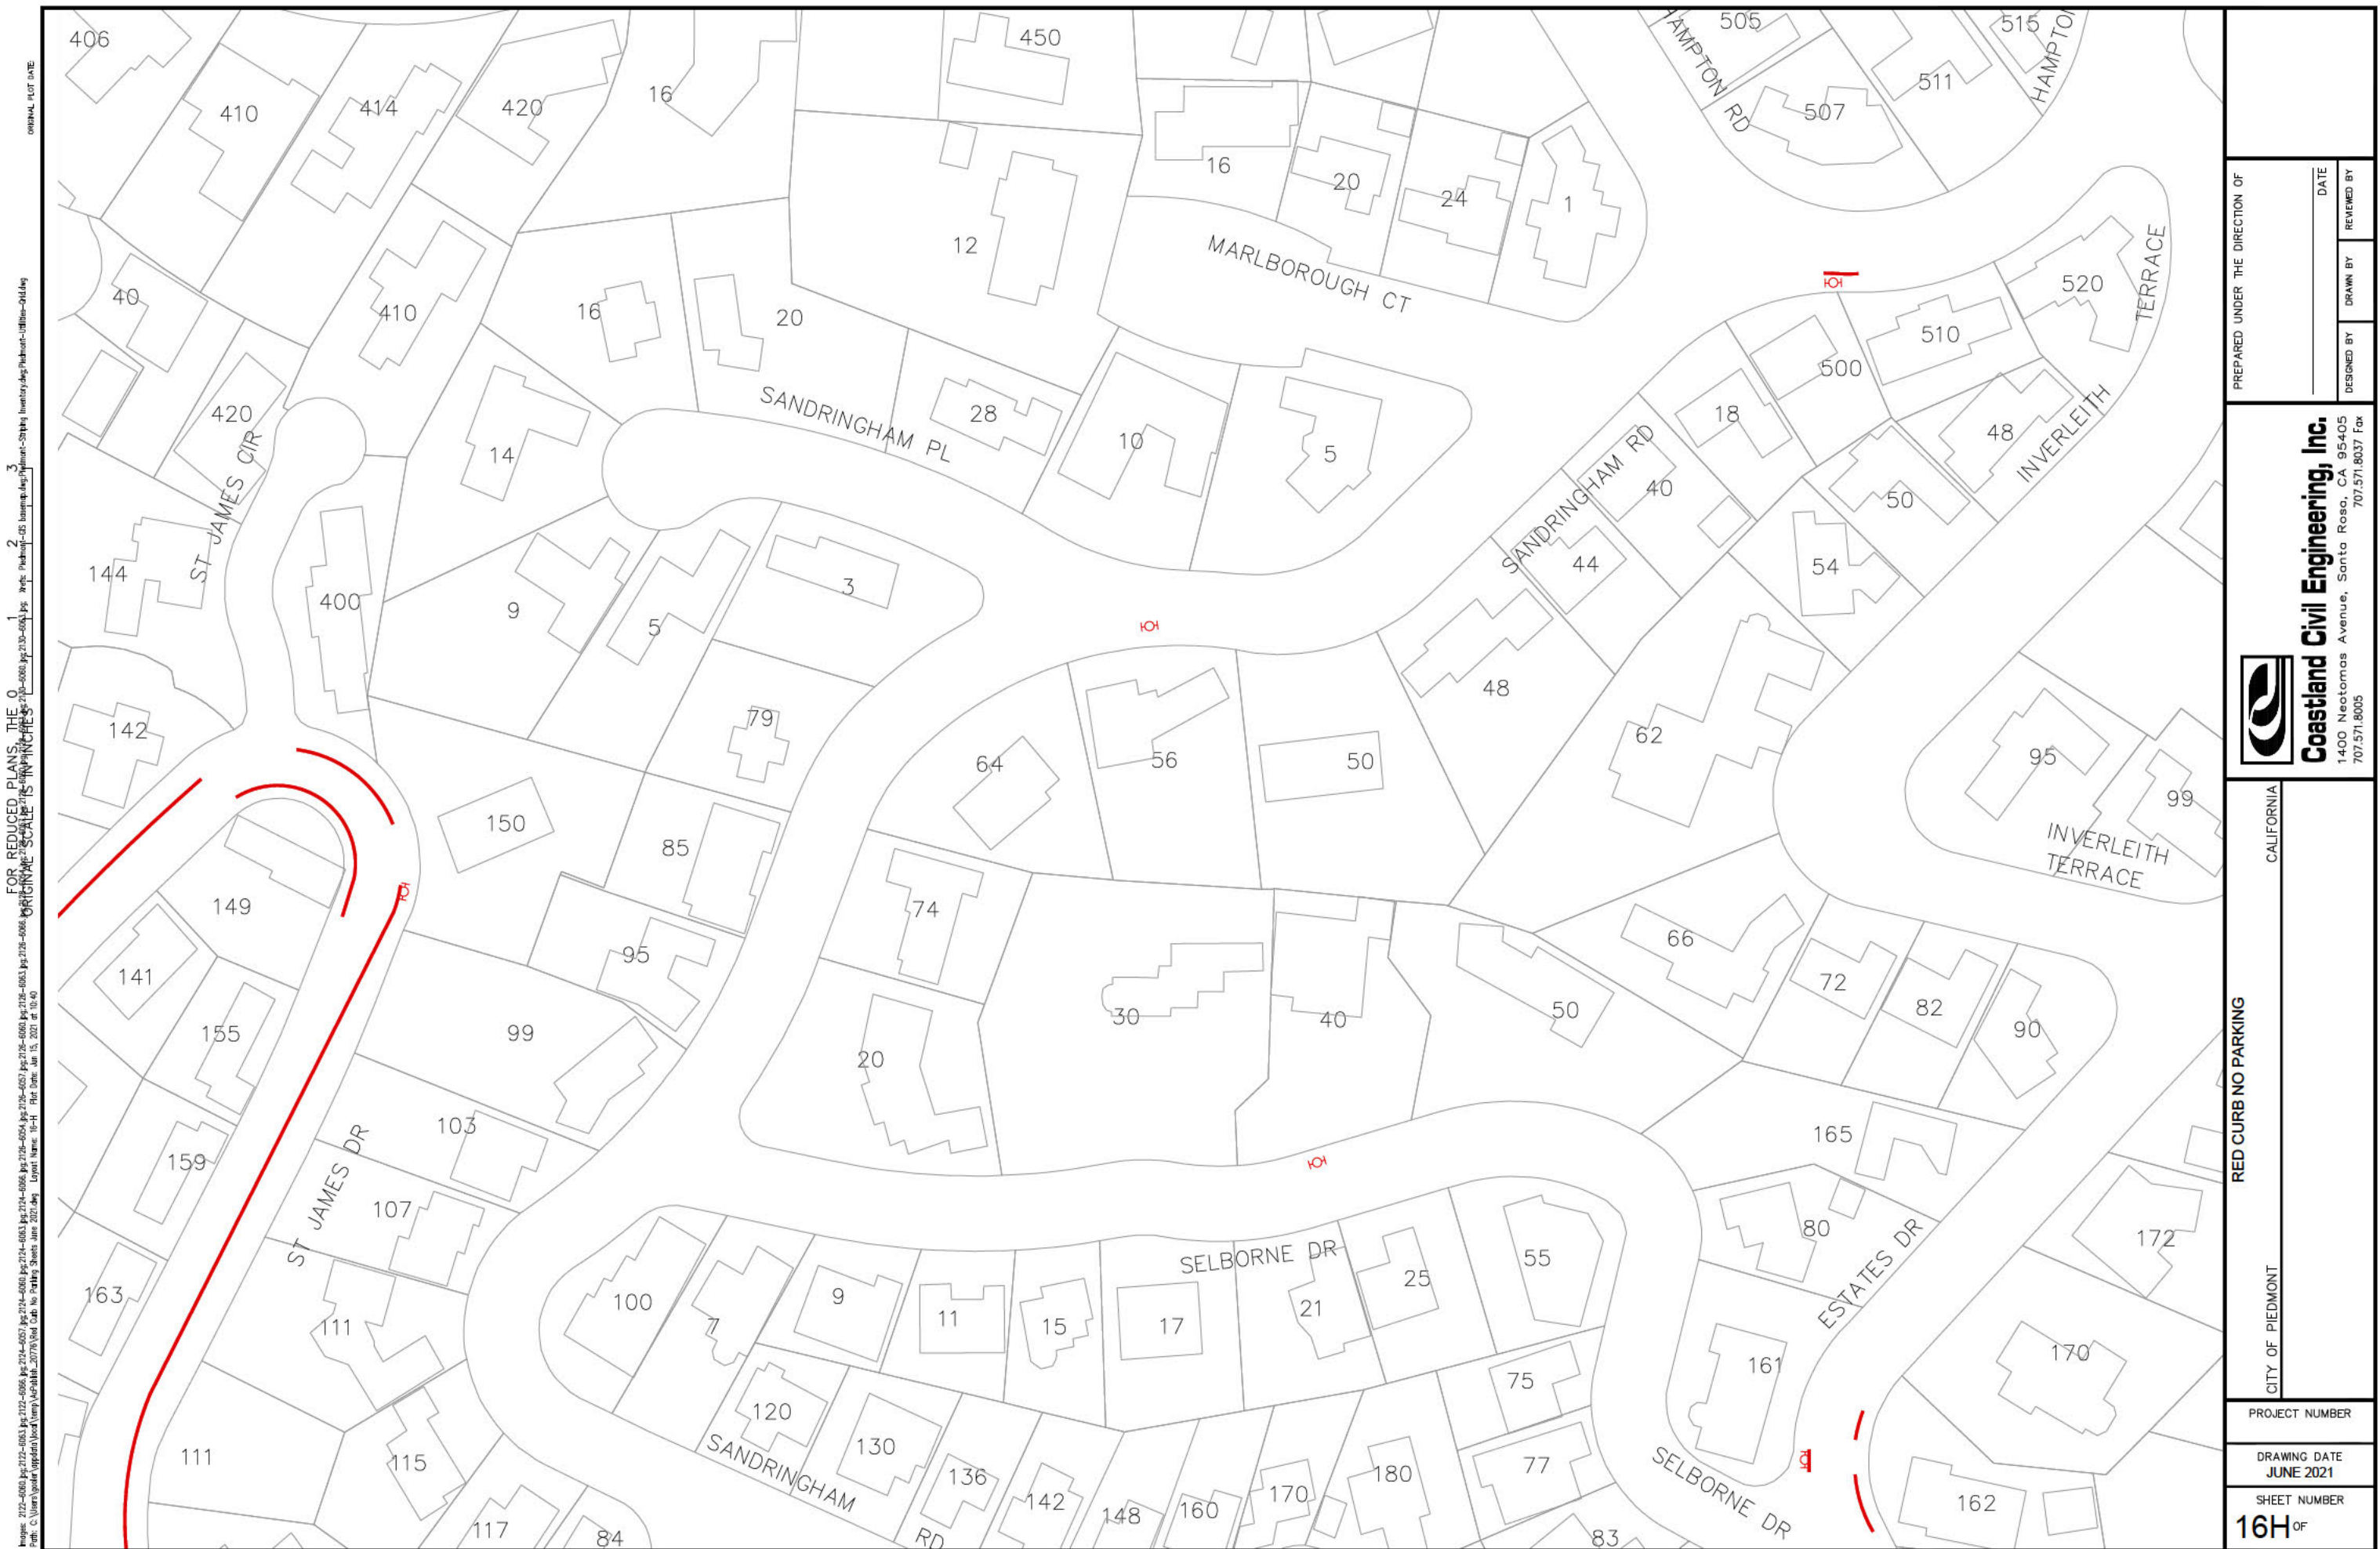 406
410
414
420
16
450
505
515
HAMPTON RD
507
511
HAMPTON
16
20
24
1
12
MARLBOROUGH CT
40
410
16
20
520
TERRACE
510
500
420
ST JAMES CIR
14
SANDRINGHAM PL
28
10
5
18
48
INVERLEITH
SANDRINGHAM RD
40
50
144
400
9
5
3
44
54
142
79
48
62
64
56
50
95
99
INVERLEITH
TERRACE
150
85
149
74
95
66
141
72
82
90
30
40
50
155
99
20
103
165
159
ST JAMES DR
107
80
172
ESTATES DR
SELBORNE DR
55
25
163
111
100
7
9
11
15
17
21
161
170
75
120
130
SANDRINGHAM
RD
136
142
148
160
170
180
77
SELBORNE DR
162
111
115
117
84
83
ORIGINAL PLOT DATE:
FOR REDUCED PLANS, THE
ORIGINAL SCALE IS IN INCHES
0 1 2 3
PREPARED UNDER THE DIRECTION OF
DATE
DESIGNED BY
DRAWN BY
REVIEWED BY
Coastland Civil Engineering, Inc.
1400 Neotomas Avenue, Santa Rosa, CA 95405
707.571.8005 707.571.8037 Fax
RED CURB NO PARKING
CITY OF PIEDMONT CALIFORNIA
PROJECT NUMBER
DRAWING DATE
JUNE 2021
SHEET NUMBER
16H OF